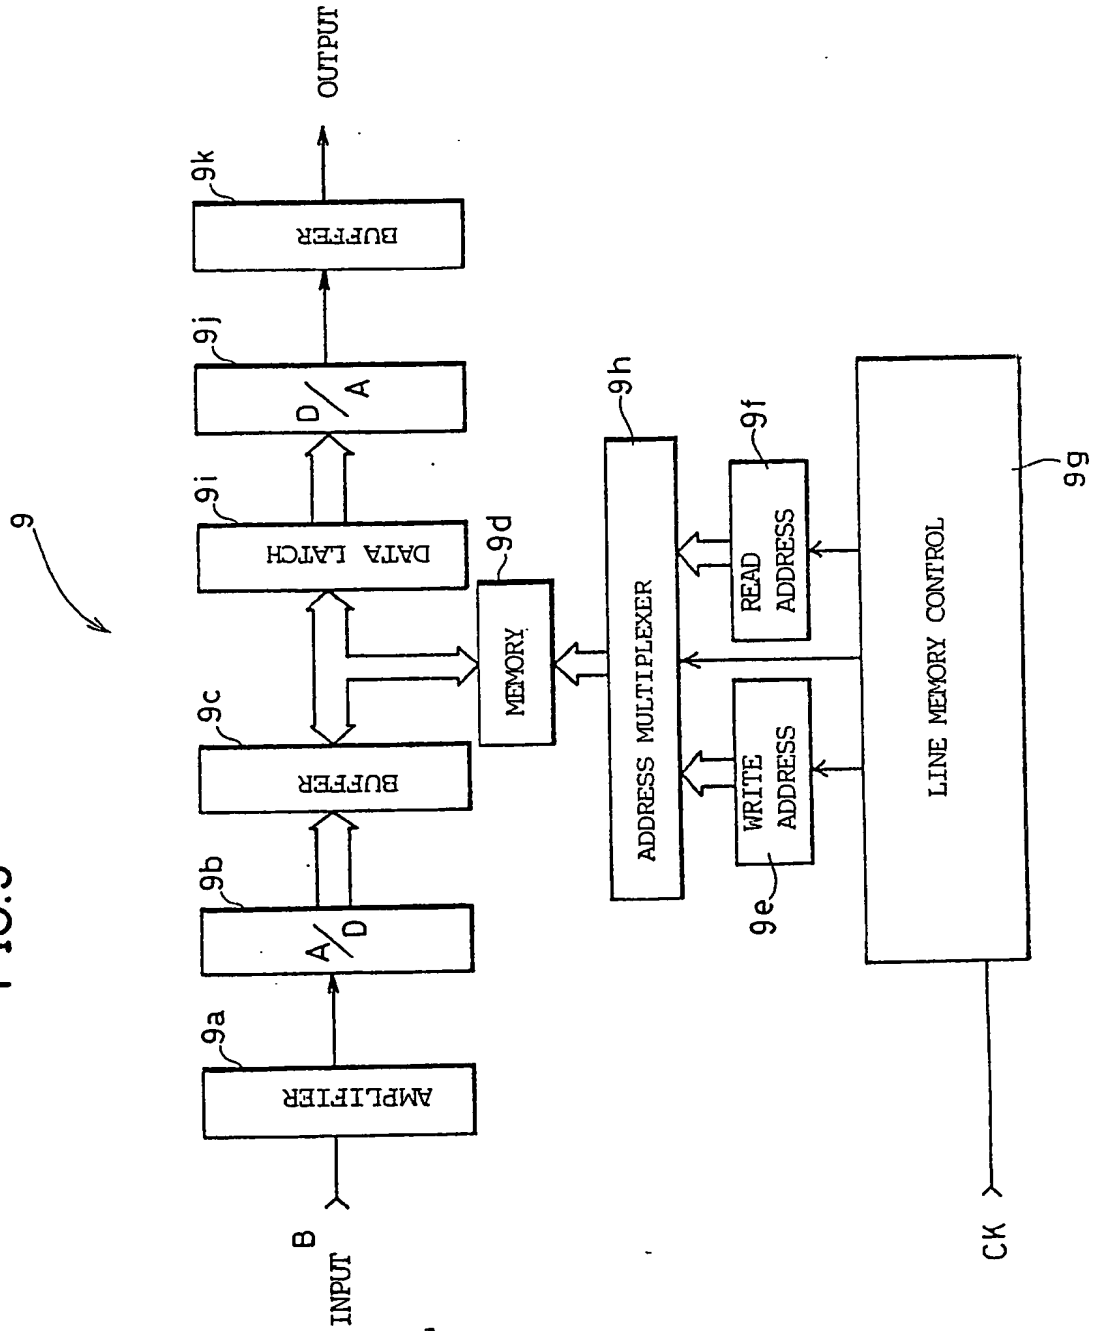 9
B
INPUT
AMPLIFIER
9a
A/D
9b
BUFFER
9c
DATA LATCH
9i
D/A
9j
BUFFER
9k
OUTPUT
MEMORY
9d
ADDRESS MULTIPLEXER
9h
WRITE
ADDRESS
9e
READ
ADDRESS
9f
LINE MEMORY CONTROL
9g
CK